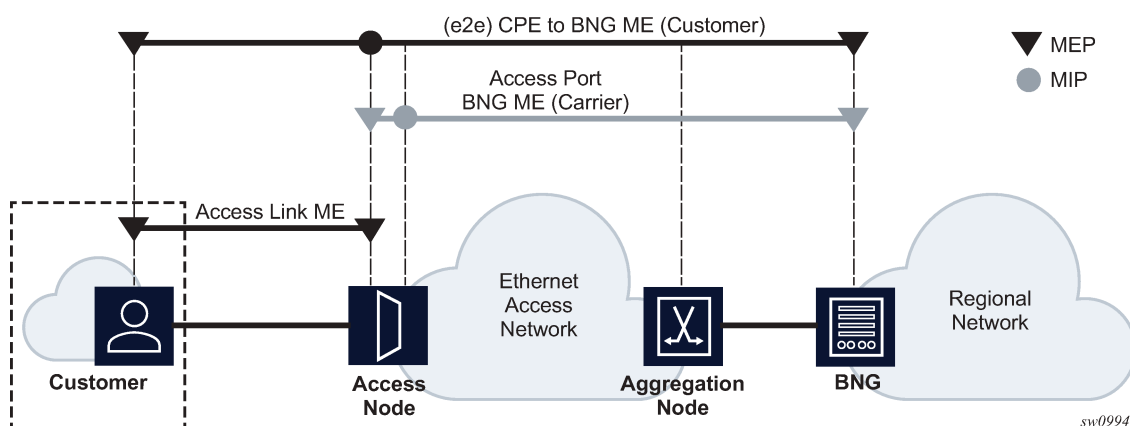 (e2e) CPE to BNG ME (Customer)
MEP
MIP
Access Port
BNG ME (Carrier)
Access Link ME
Ethernet
Access
Network
Regional
Network
Customer
Access
Node
Aggregation
Node
BNG
sw0994